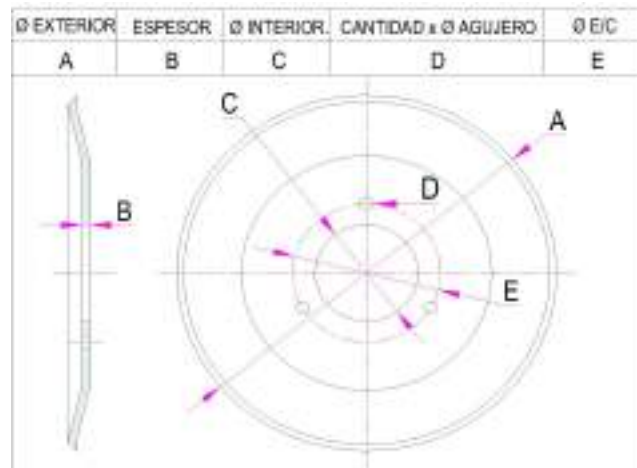 Ø EXTERIOR ESPESOR Ø INTERIOR. CANTIDAD x Ø AGUJERO Ø E/C
A B C D E
C
A
D
B
E